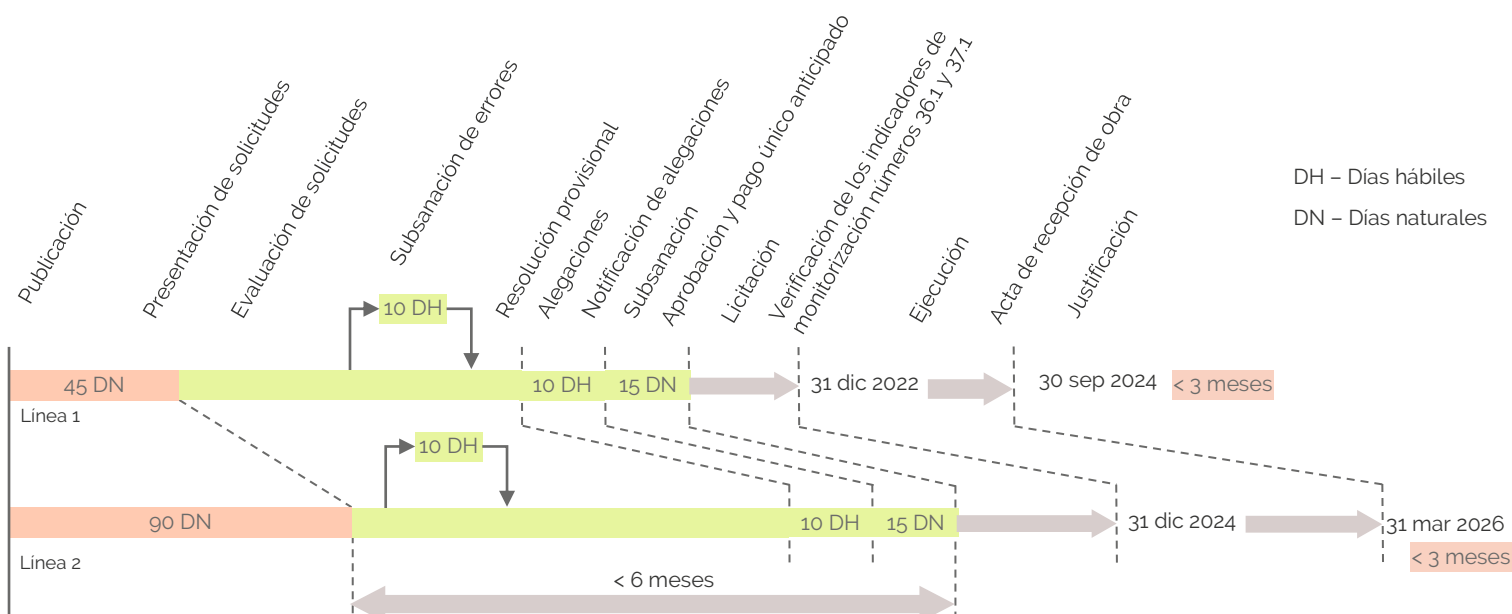 Publicación
Presentación de solicitudes
Evaluación de solicitudes
Subsanación de errores
Resolución provisional
Alegaciones
Notificación de alegaciones
Subsanación
Aprobación y pago único anticipado
Licitación
Verificación de los indicadores de
monitorización números 36.1 y 37.1
Ejecución
Acta de recepción de obra
Justificación
DH – Días hábiles
DN – Días naturales
10 DH
45 DN
10 DH
15 DN
31 dic 2022
30 sep 2024
< 3 meses
Línea 1
10 DH
90 DN
10 DH
15 DN
31 dic 2024
31 mar 2026
< 3 meses
Línea 2
< 6 meses